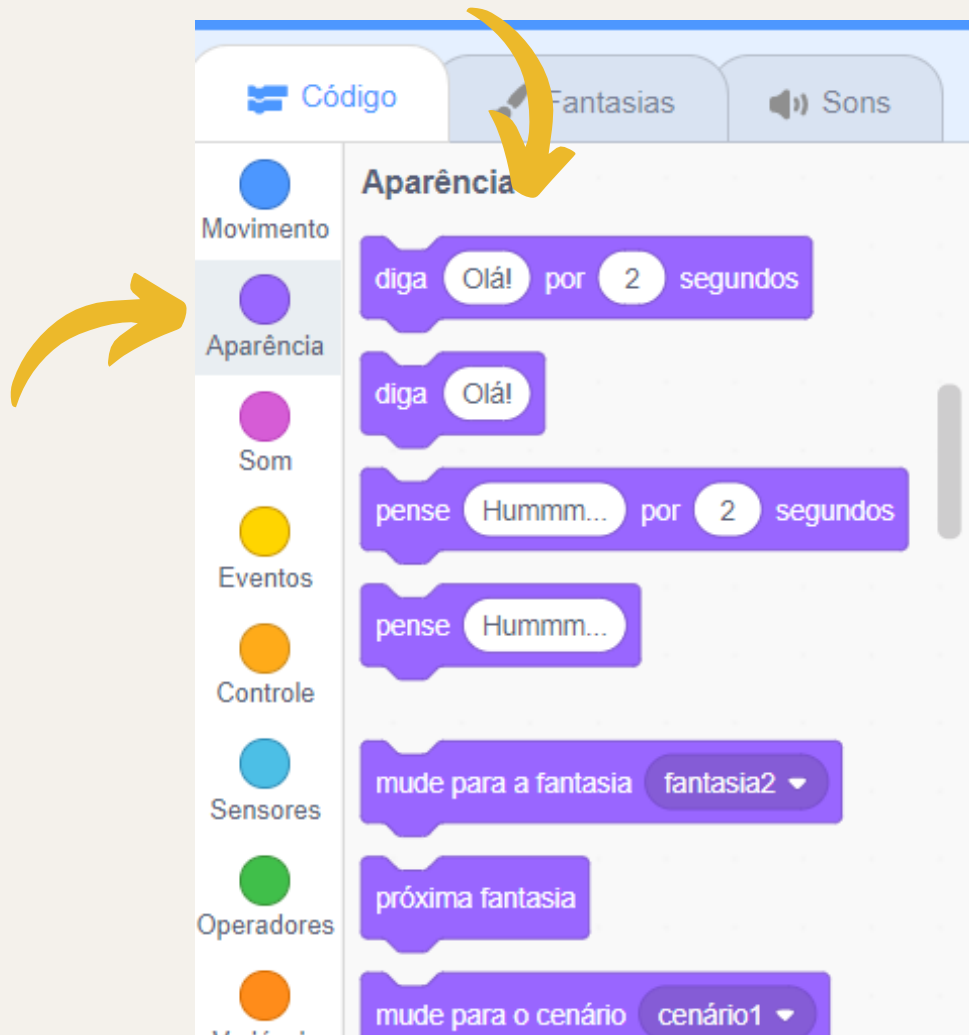 Código
Fantasias
Sons
Movimento
Aparência
Som
Eventos
Controle
Sensores
Operadores
Aparência
diga Olá! por 2 segundos
diga Olá!
pense Hummm... por 2 segundos
pense Hummm...
mude para a fantasia fantasia2
próxima fantasia
mude para o cenário cenário1